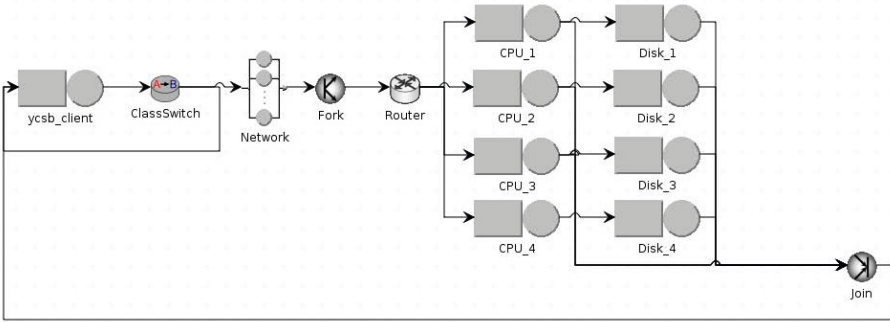 CPU_1
Disk_1
ycsb_client
A→B
ClassSwitch
Network
Fork
Router
CPU_2
Disk_2
CPU_3
Disk_3
CPU_4
Disk_4
Join